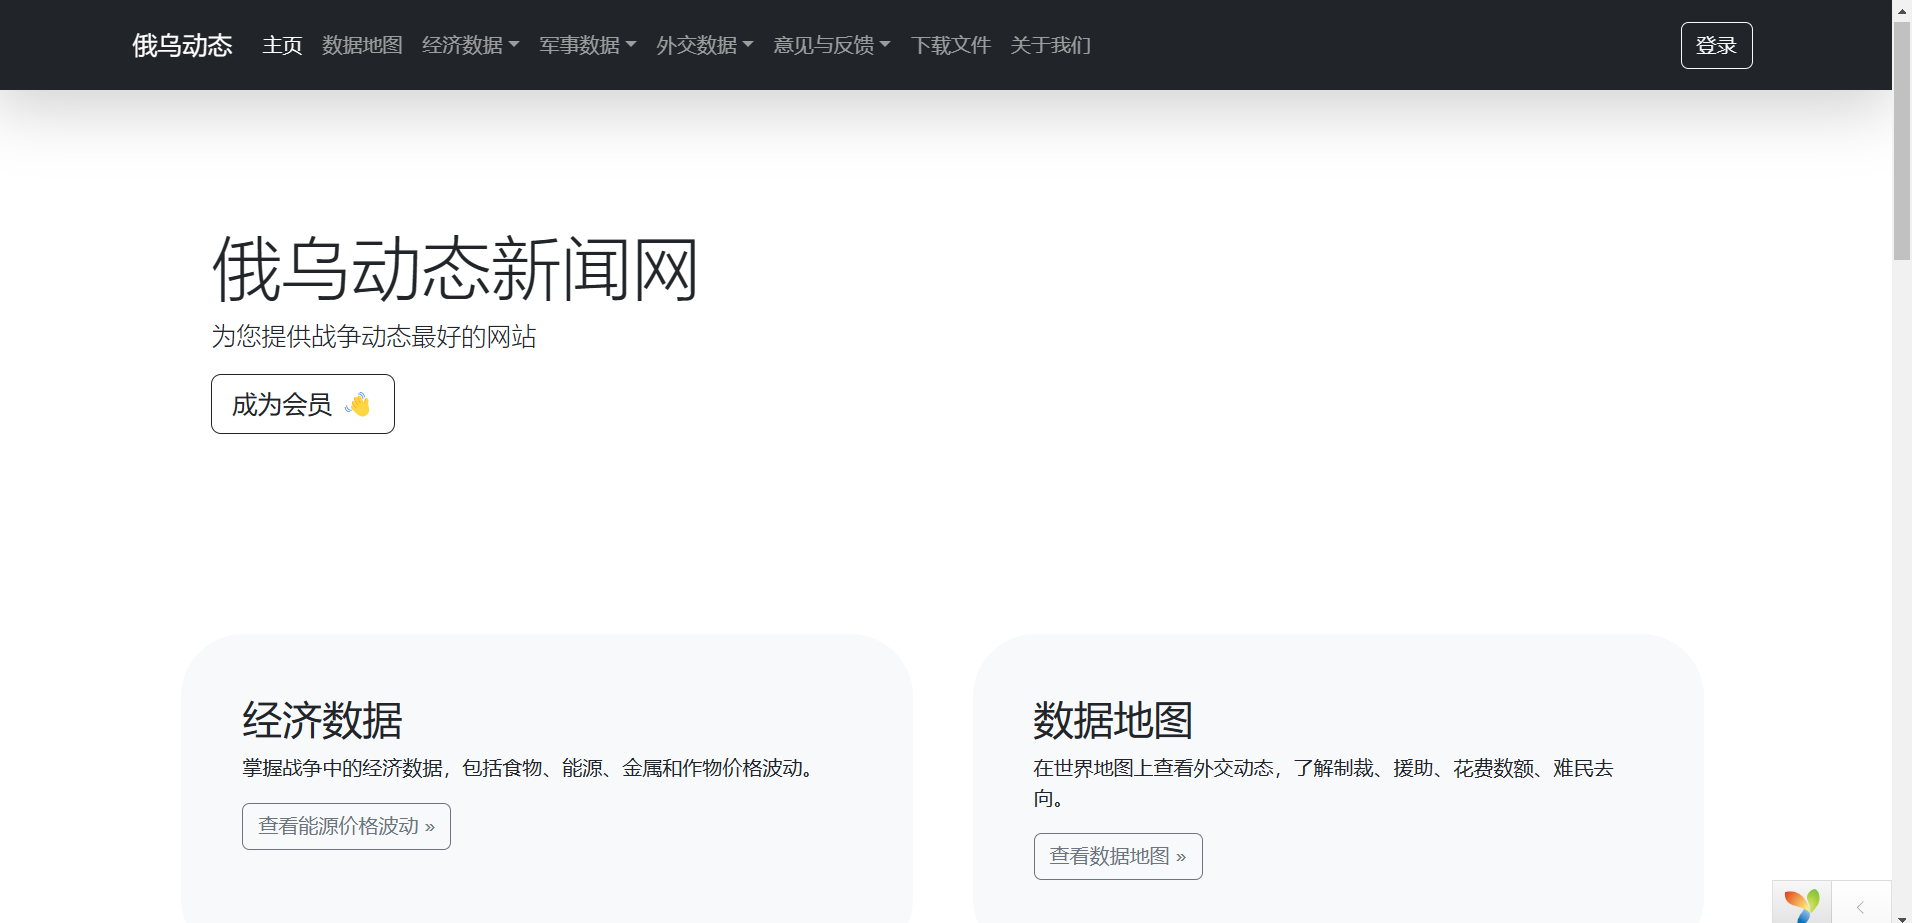 俄乌动态 主页 数据地图 经济数据 军事数据 外交数据 意见与反馈 下载文件 关于我们 登录
俄乌动态新闻网
为您提供战争动态最好的网站
成为会员 👋
经济数据
掌握战争中的经济数据，包括食物、能源、金属和作物价格波动。
查看能源价格波动 »
数据地图
在世界地图上查看外交动态，了解制裁、援助、花费数额、难民去
向。
查看数据地图 »